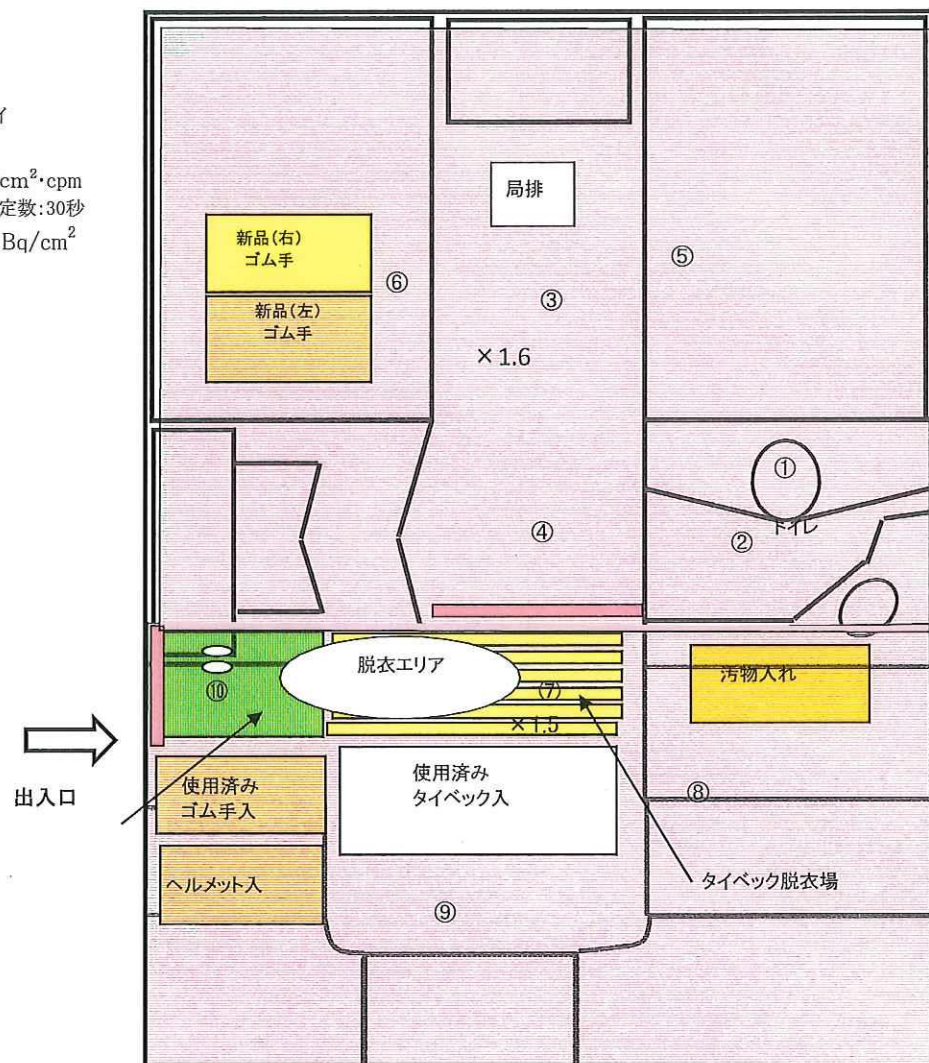 イ
cm²・cpm
定数:30秒
Bq/cm²
局排
新品(右)
ゴム手
⑥
新品(左)
ゴム手
③
⑤
×1.6
①
④
②
トイレ
脱衣エリア
⑩
(7)
×1.5
汚物入れ
出入口
使用済み
ゴム手入
使用済み
タイベック入
⑧
ヘルメット入
タイベック脱衣場
⑨